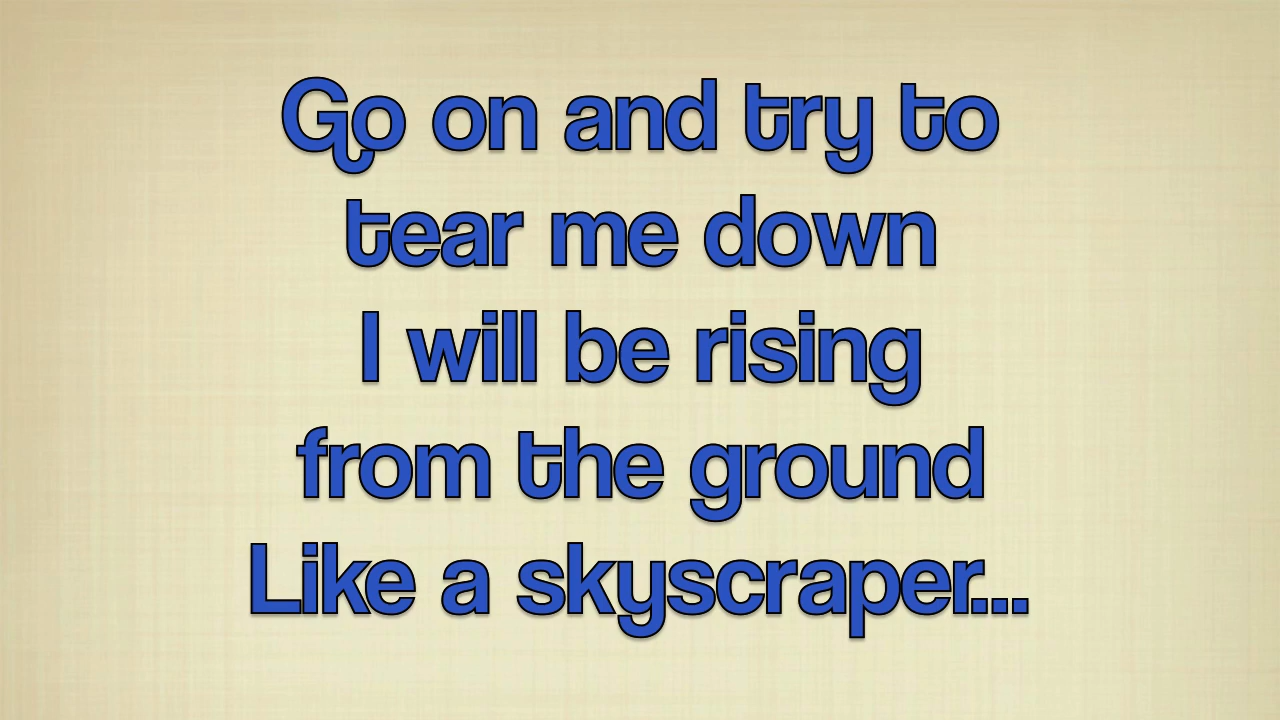 Go on and try to
tear me down
I will be rising
from the ground
Like a skyscraper...